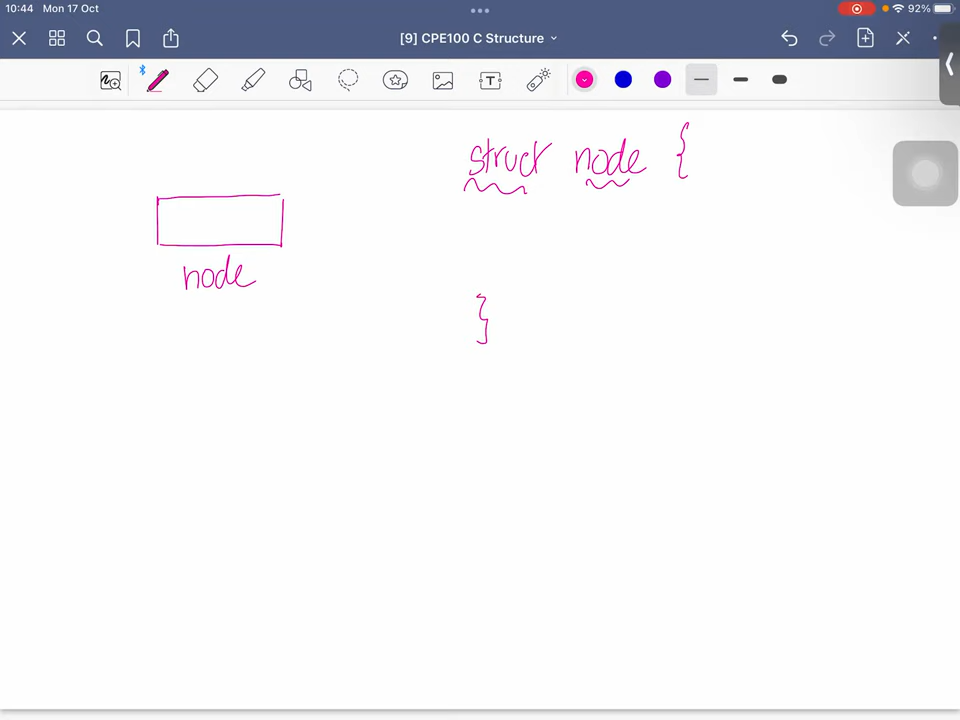 10:44 Mon 17 Oct
92%
[9] CPE100 C Structure
T
struct node {
node
}